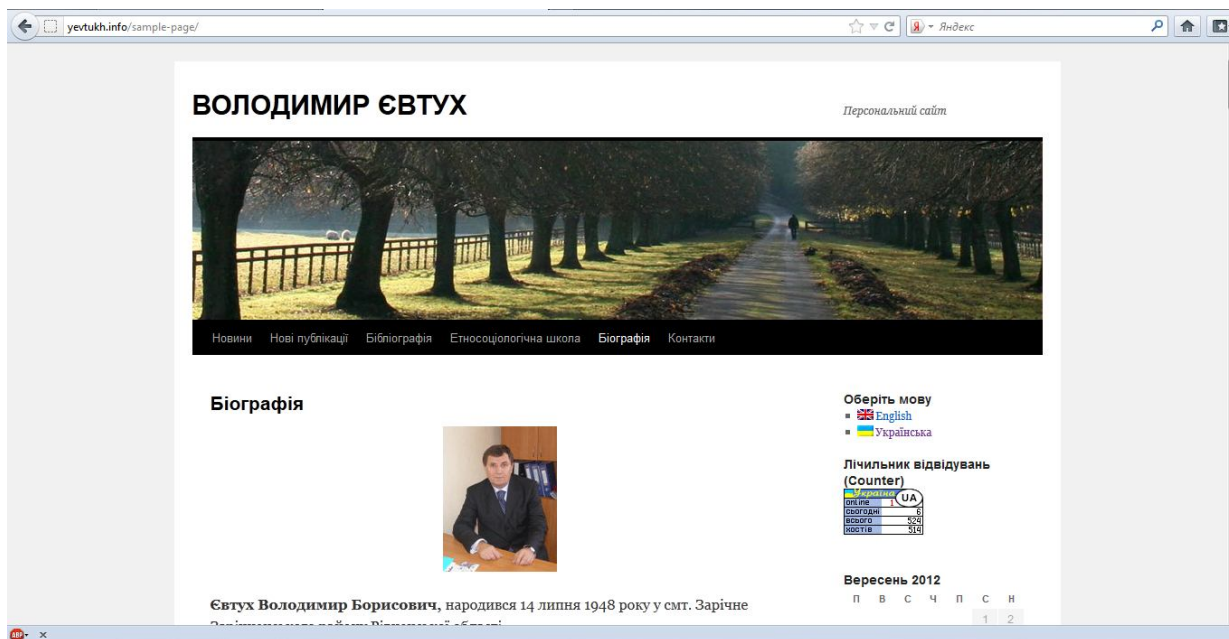 yevtukh.info/sample-page/
Яндекс
ВОЛОДИМИР ЄВТУХ
Персональний сайт
Новини Нові публікації Бібліографія Етносоціологічна школа Біографія Контакти
Біографія
Євтух Володимир Борисович, народився 14 липня 1948 року у смт. Зарічне
Оберіть мову
English
Українська
Лічильник відвідувань
(Counter)
Україна
UA
online 1
сьогодні 6
всього 524
хостів 514
Вересень 2012
П В С Ч П С Н
1 2
ABP